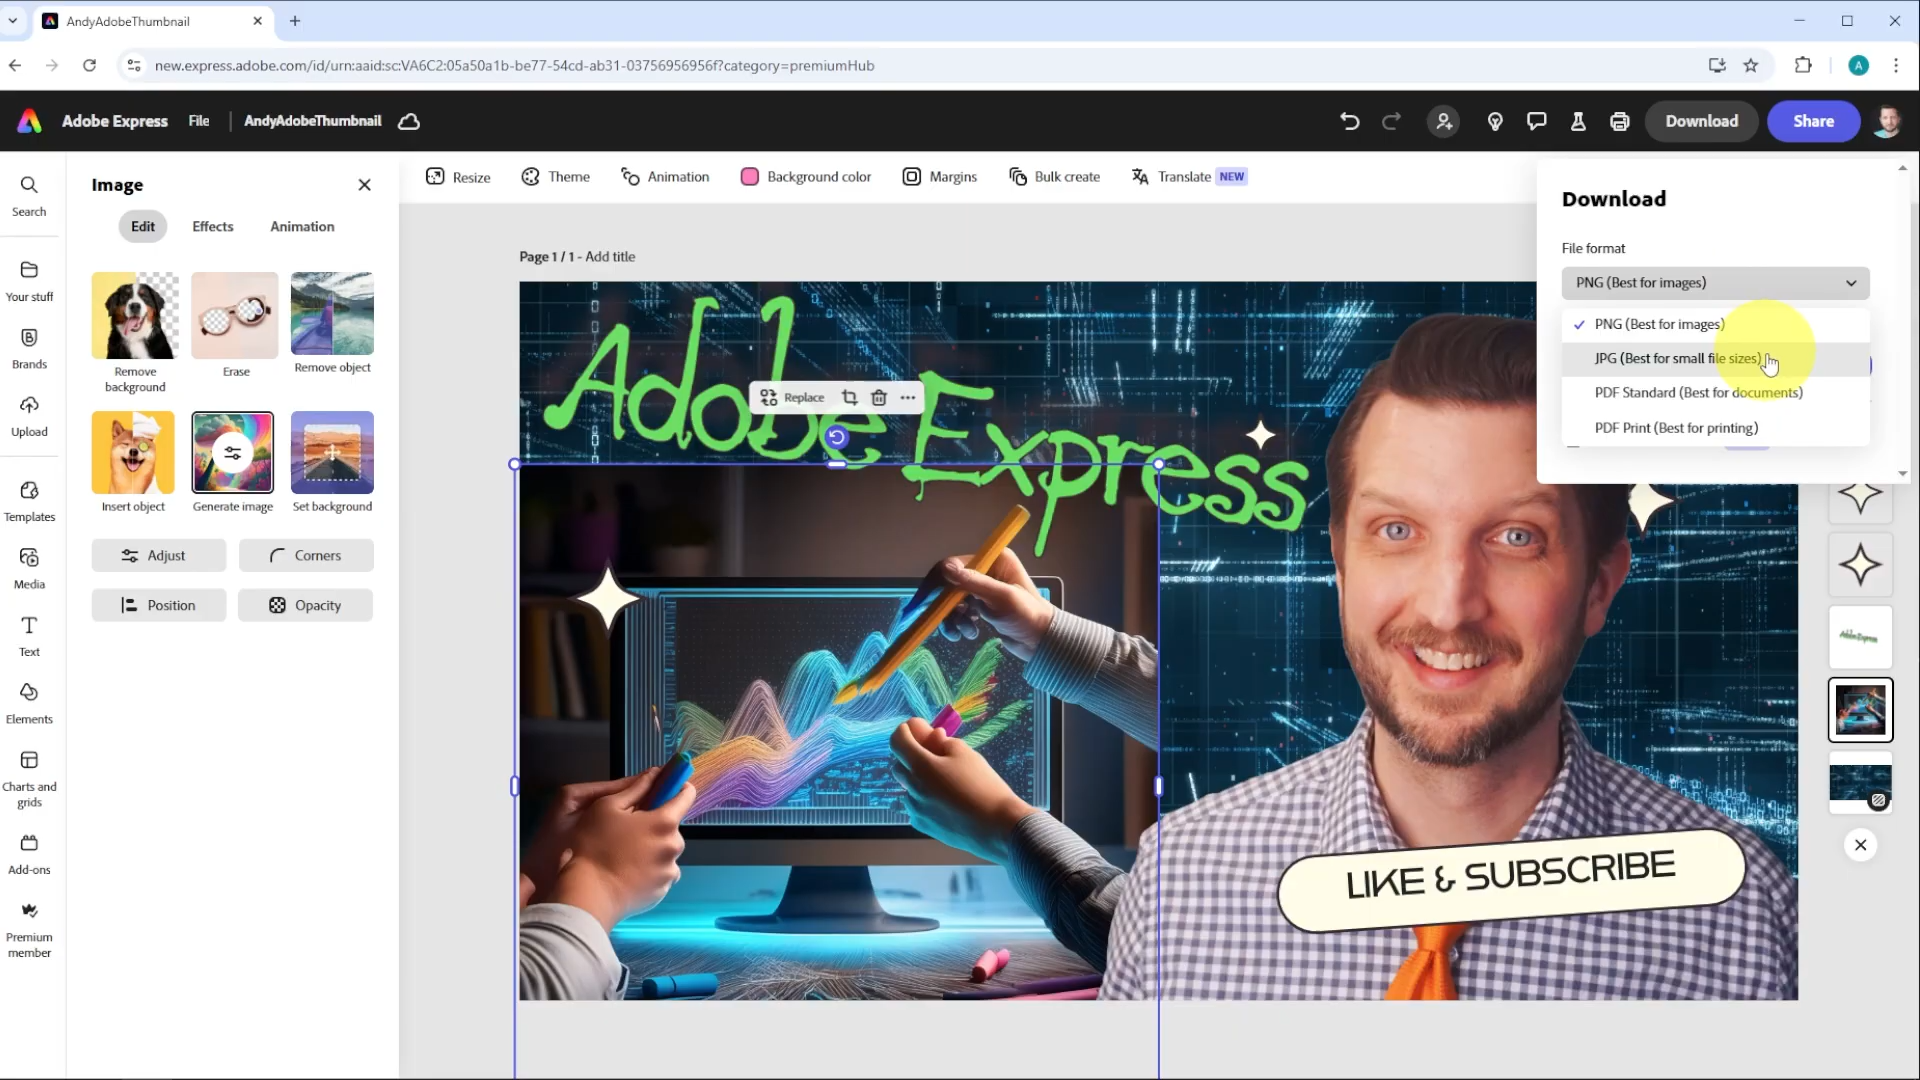 AndyAdobeThumbnail
new.express.adobe.com/id/urn:aaid:sc:VA6C2:05a50a1b-be77-54cd-ab31-03756956956f?category=premiumHub
A
Adobe Express
File
AndyAdobeThumbnail
Download
Share
Search
Your stuff
Brands
Upload
Templates
Media
Text
Elements
Charts and
grids
Add-ons
Premium
member
Image
Edit
Effects
Animation
Remove
background
Erase
Remove object
Insert object
Generate image
Set background
Adjust
Corners
Position
Opacity
Resize
Theme
Animation
Background color
Margins
Bulk create
Translate NEW
Page 1 / 1 - Add title
Adobe Express
Replace
LIKE & SUBSCRIBE
Download
File format
PNG (Best for images)
PNG (Best for images)
JPG (Best for small file sizes)
PDF Standard (Best for documents)
PDF Print (Best for printing)
Adobe Express